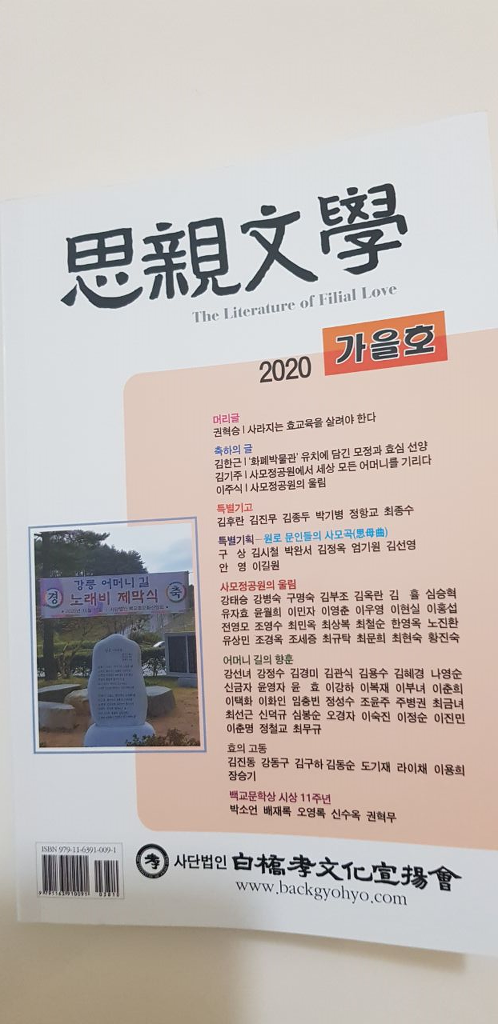 思親文學
The Literature of Filial Love
2020 가을호
머리글
권혁승 | 사라지는 효교육을 살려야 한다
축하의 글
김한근 | '화폐박물관' 유치에 담긴 모정과 효심 선양
김기주 | 사모정공원에서 세상 모든 어머니를 기리다
이주식 | 사모정공원의 울림
특별기고
김후란 김진무 김종두 박기병 정항교 최종수
특별기획-원로 문인들의 사모곡(思母曲)
구 상 김시철 박완서 김정옥 엄기원 김선영
안 영 이길원
사모정공원의 울림
강태승 강병숙 구명숙 김부조 김옥란 김 흘 심승혁
유지효 윤월희 이민자 이영춘 이우영 이현실 이홍섭
전영모 조영수 최민옥 최상복 최철순 한영옥 노진환
유상민 조경옥 조세증 최규탁 최문희 최현숙 황진숙
어머니 길의 향훈
강선녀 강정수 김경미 김관식 김용수 김혜경 나영순
신금자 윤영자 윤 효 이강하 이복재 이부녀 이춘희
이택화 이화인 임충빈 정성수 조윤주 주병권 최금녀
최선근 신덕규 심봉순 오경자 이숙진 이정순 이진민
이춘명 정철교 최무규
효의 고동
김진동 강동구 김구하 김동순 도기재 라이채 이용희
장승기
백교문학상 시상 11주년
박소언 배재록 오영록 신수옥 권혁무
강릉 어머니길
경 노래비 제막식 축
ISBN 979-11-6391-009-1
孝 사단법인 白橋孝文化宣揚會
www.backgyohyo.com